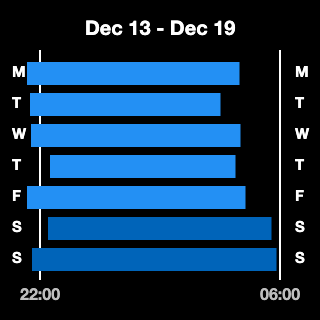 Dec 13 - Dec 19
M M
T T
W W
T T
F F
S S
S S
22:00 06:00